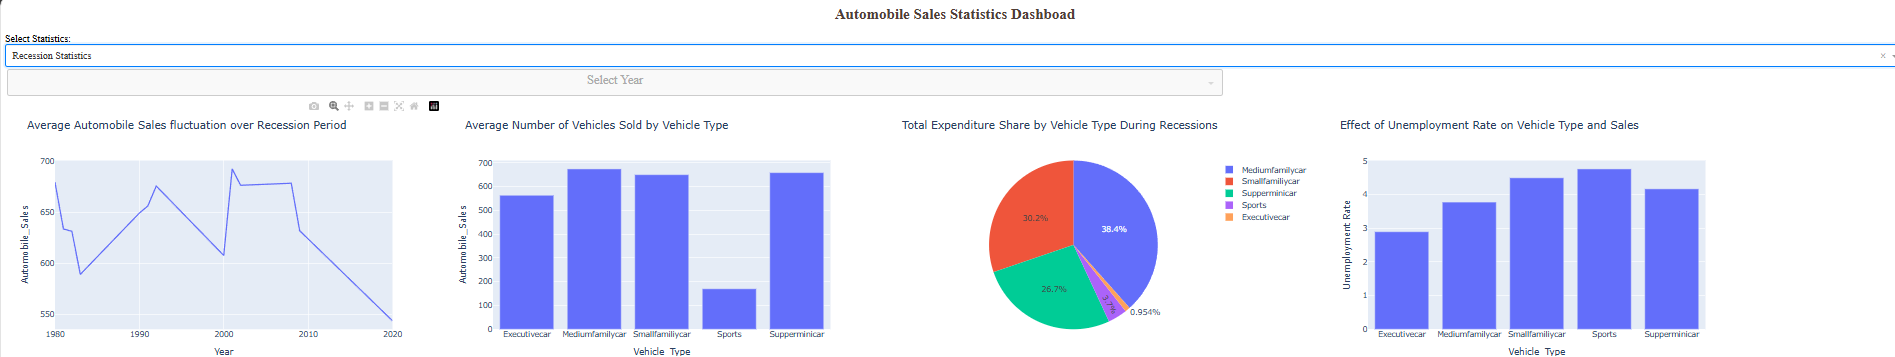 Automobile Sales Statistics Dashboad
Select Statistics:
Recession Statistics
×
Select Year
Average Automobile Sales fluctuation over Recession Period
700
650
600
550
Automobile_Sales
1980
1990
2000
2010
2020
Year
Average Number of Vehicles Sold by Vehicle Type
700
600
500
400
300
200
100
0
Automobile_Sales
Executivecar
Mediumfamilycar
Smallfamiliycar
Sports
Supperminicar
Vehicle_Type
Total Expenditure Share by Vehicle Type During Recessions
38.4%
30.2%
26.7%
3.7%
0.954%
Mediumfamilycar
Smallfamiliycar
Supperminicar
Sports
Executivecar
Effect of Unemployment Rate on Vehicle Type and Sales
5
4
3
2
1
0
Unemployment Rate
Executivecar
Mediumfamilycar
Smallfamiliycar
Sports
Supperminicar
Vehicle_Type